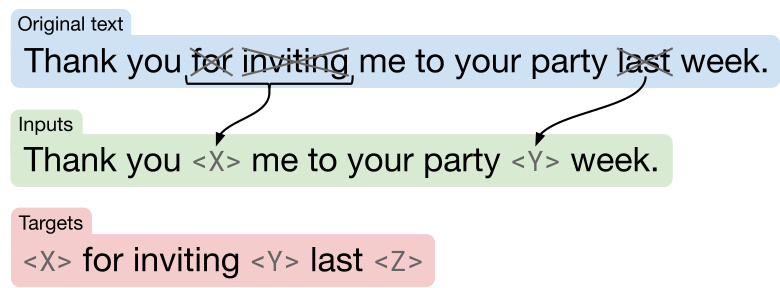 Original text
Thank you for inviting me to your party last week.
Inputs
Thank you <X> me to your party <Y> week.
Targets
<X> for inviting <Y> last <Z>